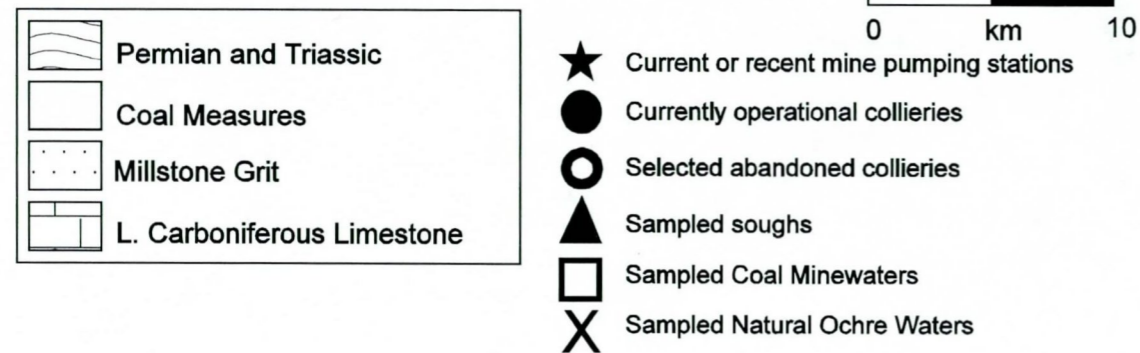 0 km 10
Permian and Triassic
Coal Measures
Millstone Grit
L. Carboniferous Limestone
Current or recent mine pumping stations
Currently operational collieries
Selected abandoned collieries
Sampled soughs
Sampled Coal Minewaters
Sampled Natural Ochre Waters